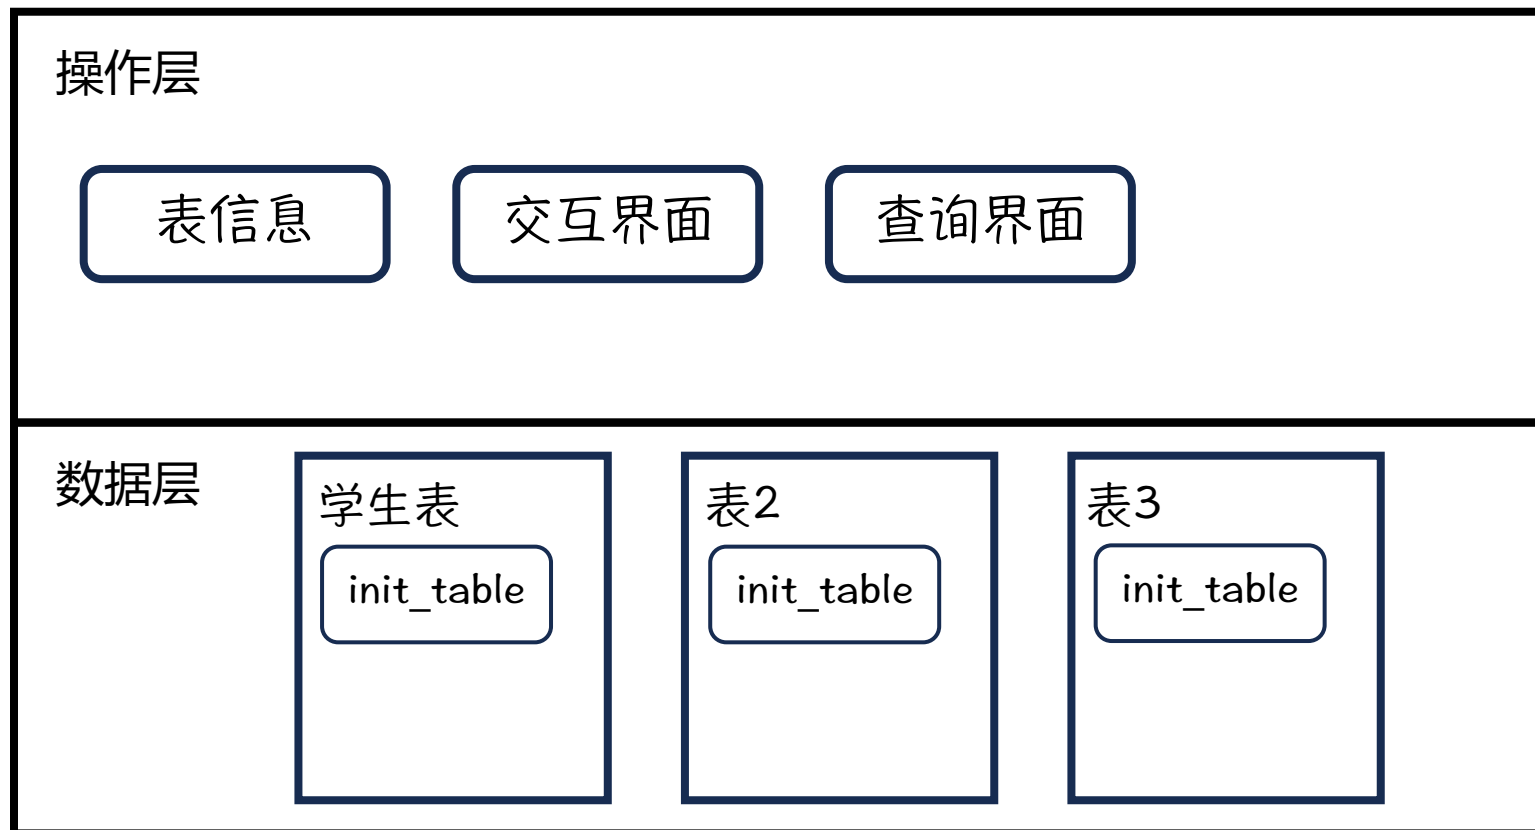 操作层
表信息
交互界面
查询界面
数据层
学生表
init_table
表2
init_table
表3
init_table